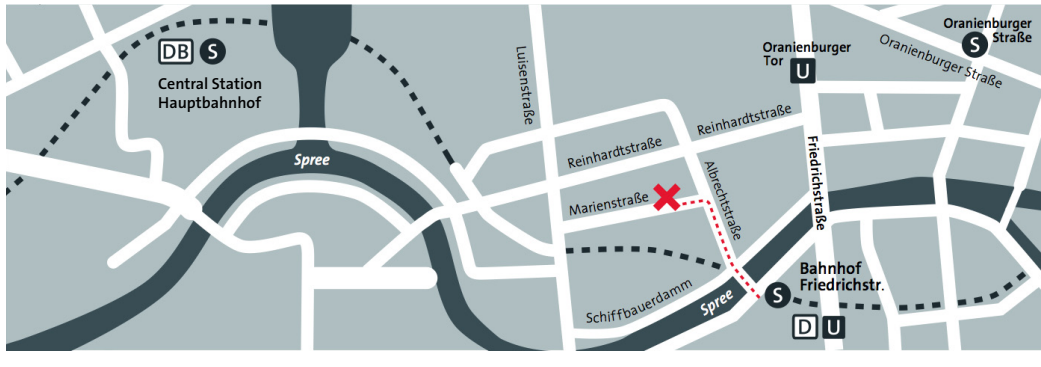 DB S
Central Station
Hauptbahnhof
Spree
Luisenstraße
Reinhardtstraße
Reinhardtstraße
Marienstraße
Albrechtstraße
Schiffbauerdamm
Spree
Oranienburger
Tor
U
Friedrichstraße
Oranienburger
Straße
S
Oranienburger Straße
Bahnhof
Friedrichstr.
S
D U